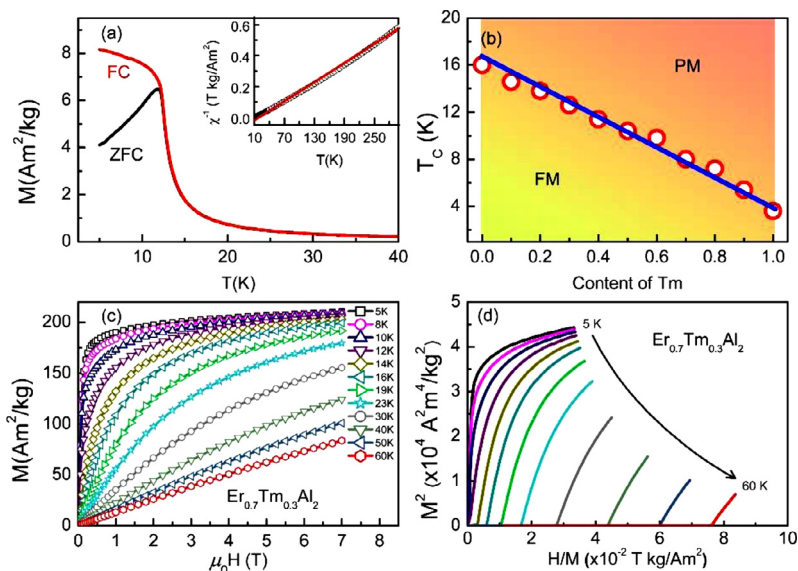 (a)
FC
ZFC
M(Am²/kg)
8
6
4
2
0
0 10 20 30 40
T(K)
χ⁻¹ (T kg/Am²)
0.6
0.4
0.2
0.0
10 70 130 190 250
T(K)
(b)
PM
FM
T_C (K)
20
16
12
8
4
0
0.0 0.2 0.4 0.6 0.8 1.0
Content of Tm
(c)
M(Am²/kg)
200
150
100
50
0
0 1 2 3 4 5 6 7 8
μ₀H (T)
5K
8K
10K
12K
14K
16K
19K
23K
30K
40K
50K
60K
Er₀.₇Tm₀.₃Al₂
(d)
5 K
Er₀.₇Tm₀.₃Al₂
60 K
M² (x10⁴ A²m⁴/kg²)
5
4
3
2
1
0
0 2 4 6 8 10
H/M (x10⁻² T kg/Am²)